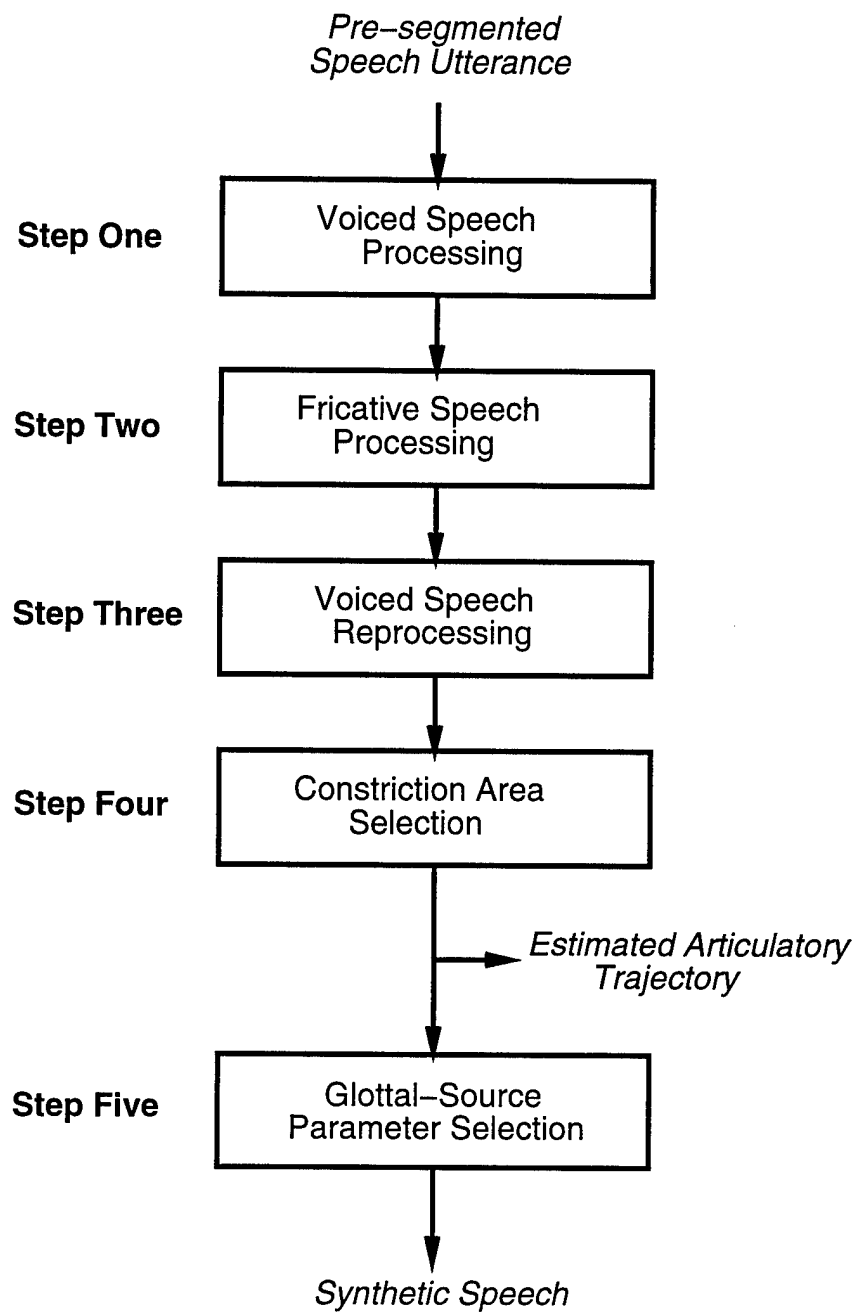 Pre–segmented
Speech Utterance
Step One
Voiced Speech
Processing
Step Two
Fricative Speech
Processing
Step Three
Voiced Speech
Reprocessing
Step Four
Constriction Area
Selection
Estimated Articulatory
Trajectory
Step Five
Glottal–Source
Parameter Selection
Synthetic Speech